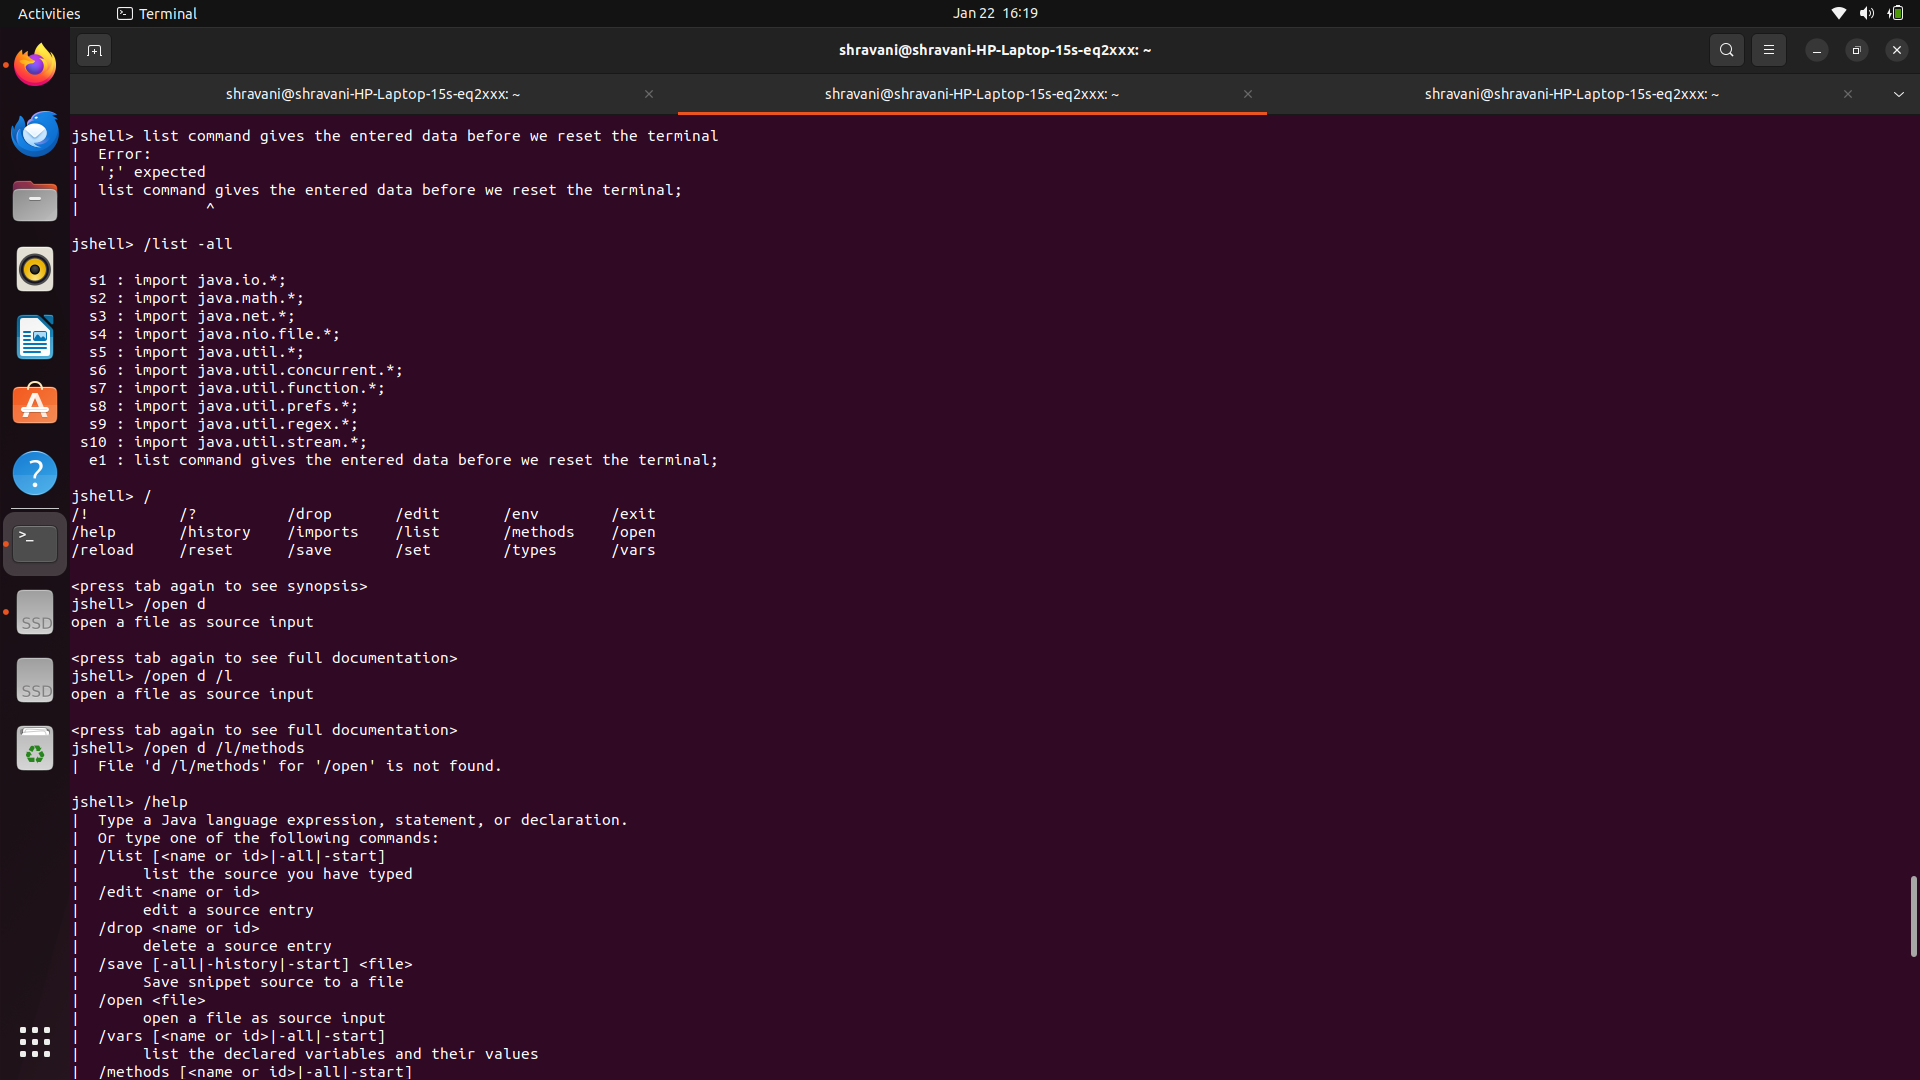 Activities
Terminal
Jan 22  16:19
shravani@shravani-HP-Laptop-15s-eq2xxx: ~
shravani@shravani-HP-Laptop-15s-eq2xxx: ~
shravani@shravani-HP-Laptop-15s-eq2xxx: ~
shravani@shravani-HP-Laptop-15s-eq2xxx: ~
jshell> list command gives the entered data before we reset the terminal
|  Error:
|  ';' expected
|  list command gives the entered data before we reset the terminal;
|              ^
jshell> /list -all
s1 : import java.io.*;
s2 : import java.math.*;
s3 : import java.net.*;
s4 : import java.nio.file.*;
s5 : import java.util.*;
s6 : import java.util.concurrent.*;
s7 : import java.util.function.*;
s8 : import java.util.prefs.*;
s9 : import java.util.regex.*;
s10 : import java.util.stream.*;
e1 : list command gives the entered data before we reset the terminal;
jshell> /
/!          /?          /drop       /edit       /env        /exit
/help       /history    /imports    /list       /methods    /open
/reload     /reset      /save       /set        /types      /vars
<press tab again to see synopsis>
jshell> /open d
open a file as source input
<press tab again to see full documentation>
jshell> /open d /l
open a file as source input
<press tab again to see full documentation>
jshell> /open d /l/methods
|  File 'd /l/methods' for '/open' is not found.
jshell> /help
|  Type a Java language expression, statement, or declaration.
|  Or type one of the following commands:
|  /list [<name or id>|-all|-start]
|       list the source you have typed
|  /edit <name or id>
|       edit a source entry
|  /drop <name or id>
|       delete a source entry
|  /save [-all|-history|-start] <file>
|       Save snippet source to a file
|  /open <file>
|       open a file as source input
|  /vars [<name or id>|-all|-start]
|       list the declared variables and their values
|  /methods [<name or id>|-all|-start]
>_
SSD
SSD